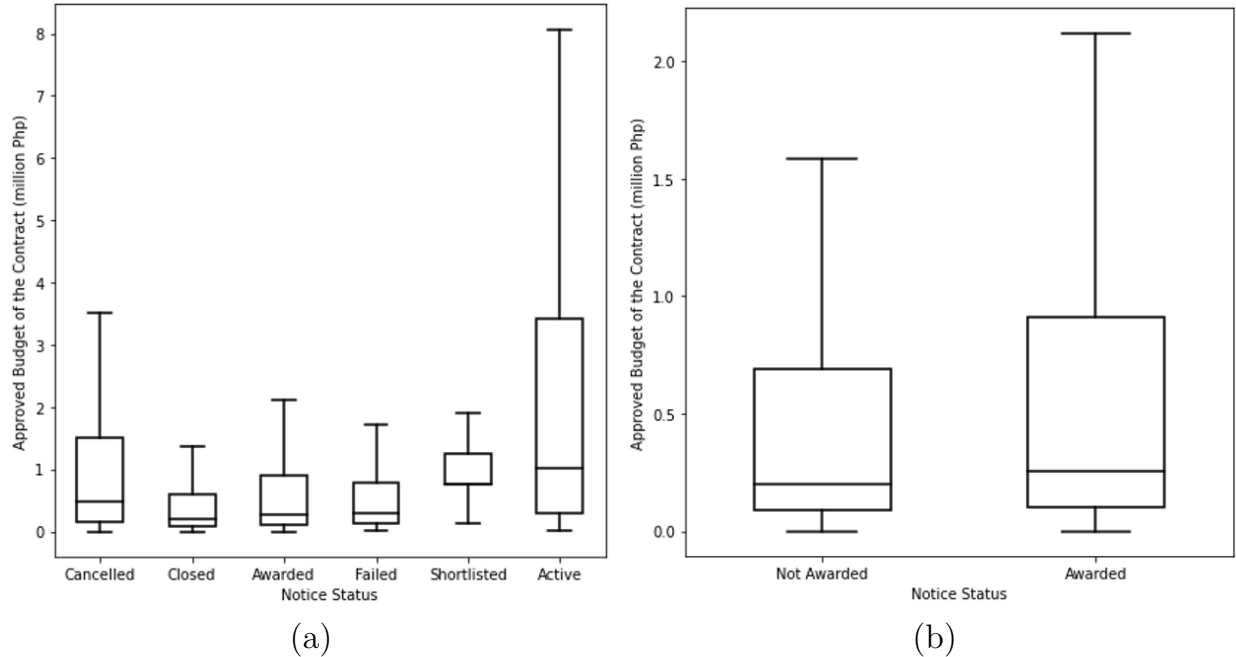 Approved Budget of the Contract (million Php)
8
7
6
5
4
3
2
1
0
Cancelled Closed Awarded Failed Shortlisted Active
Notice Status
(a)
Approved Budget of the Contract (million Php)
2.0
1.5
1.0
0.5
0.0
Not Awarded Awarded
Notice Status
(b)